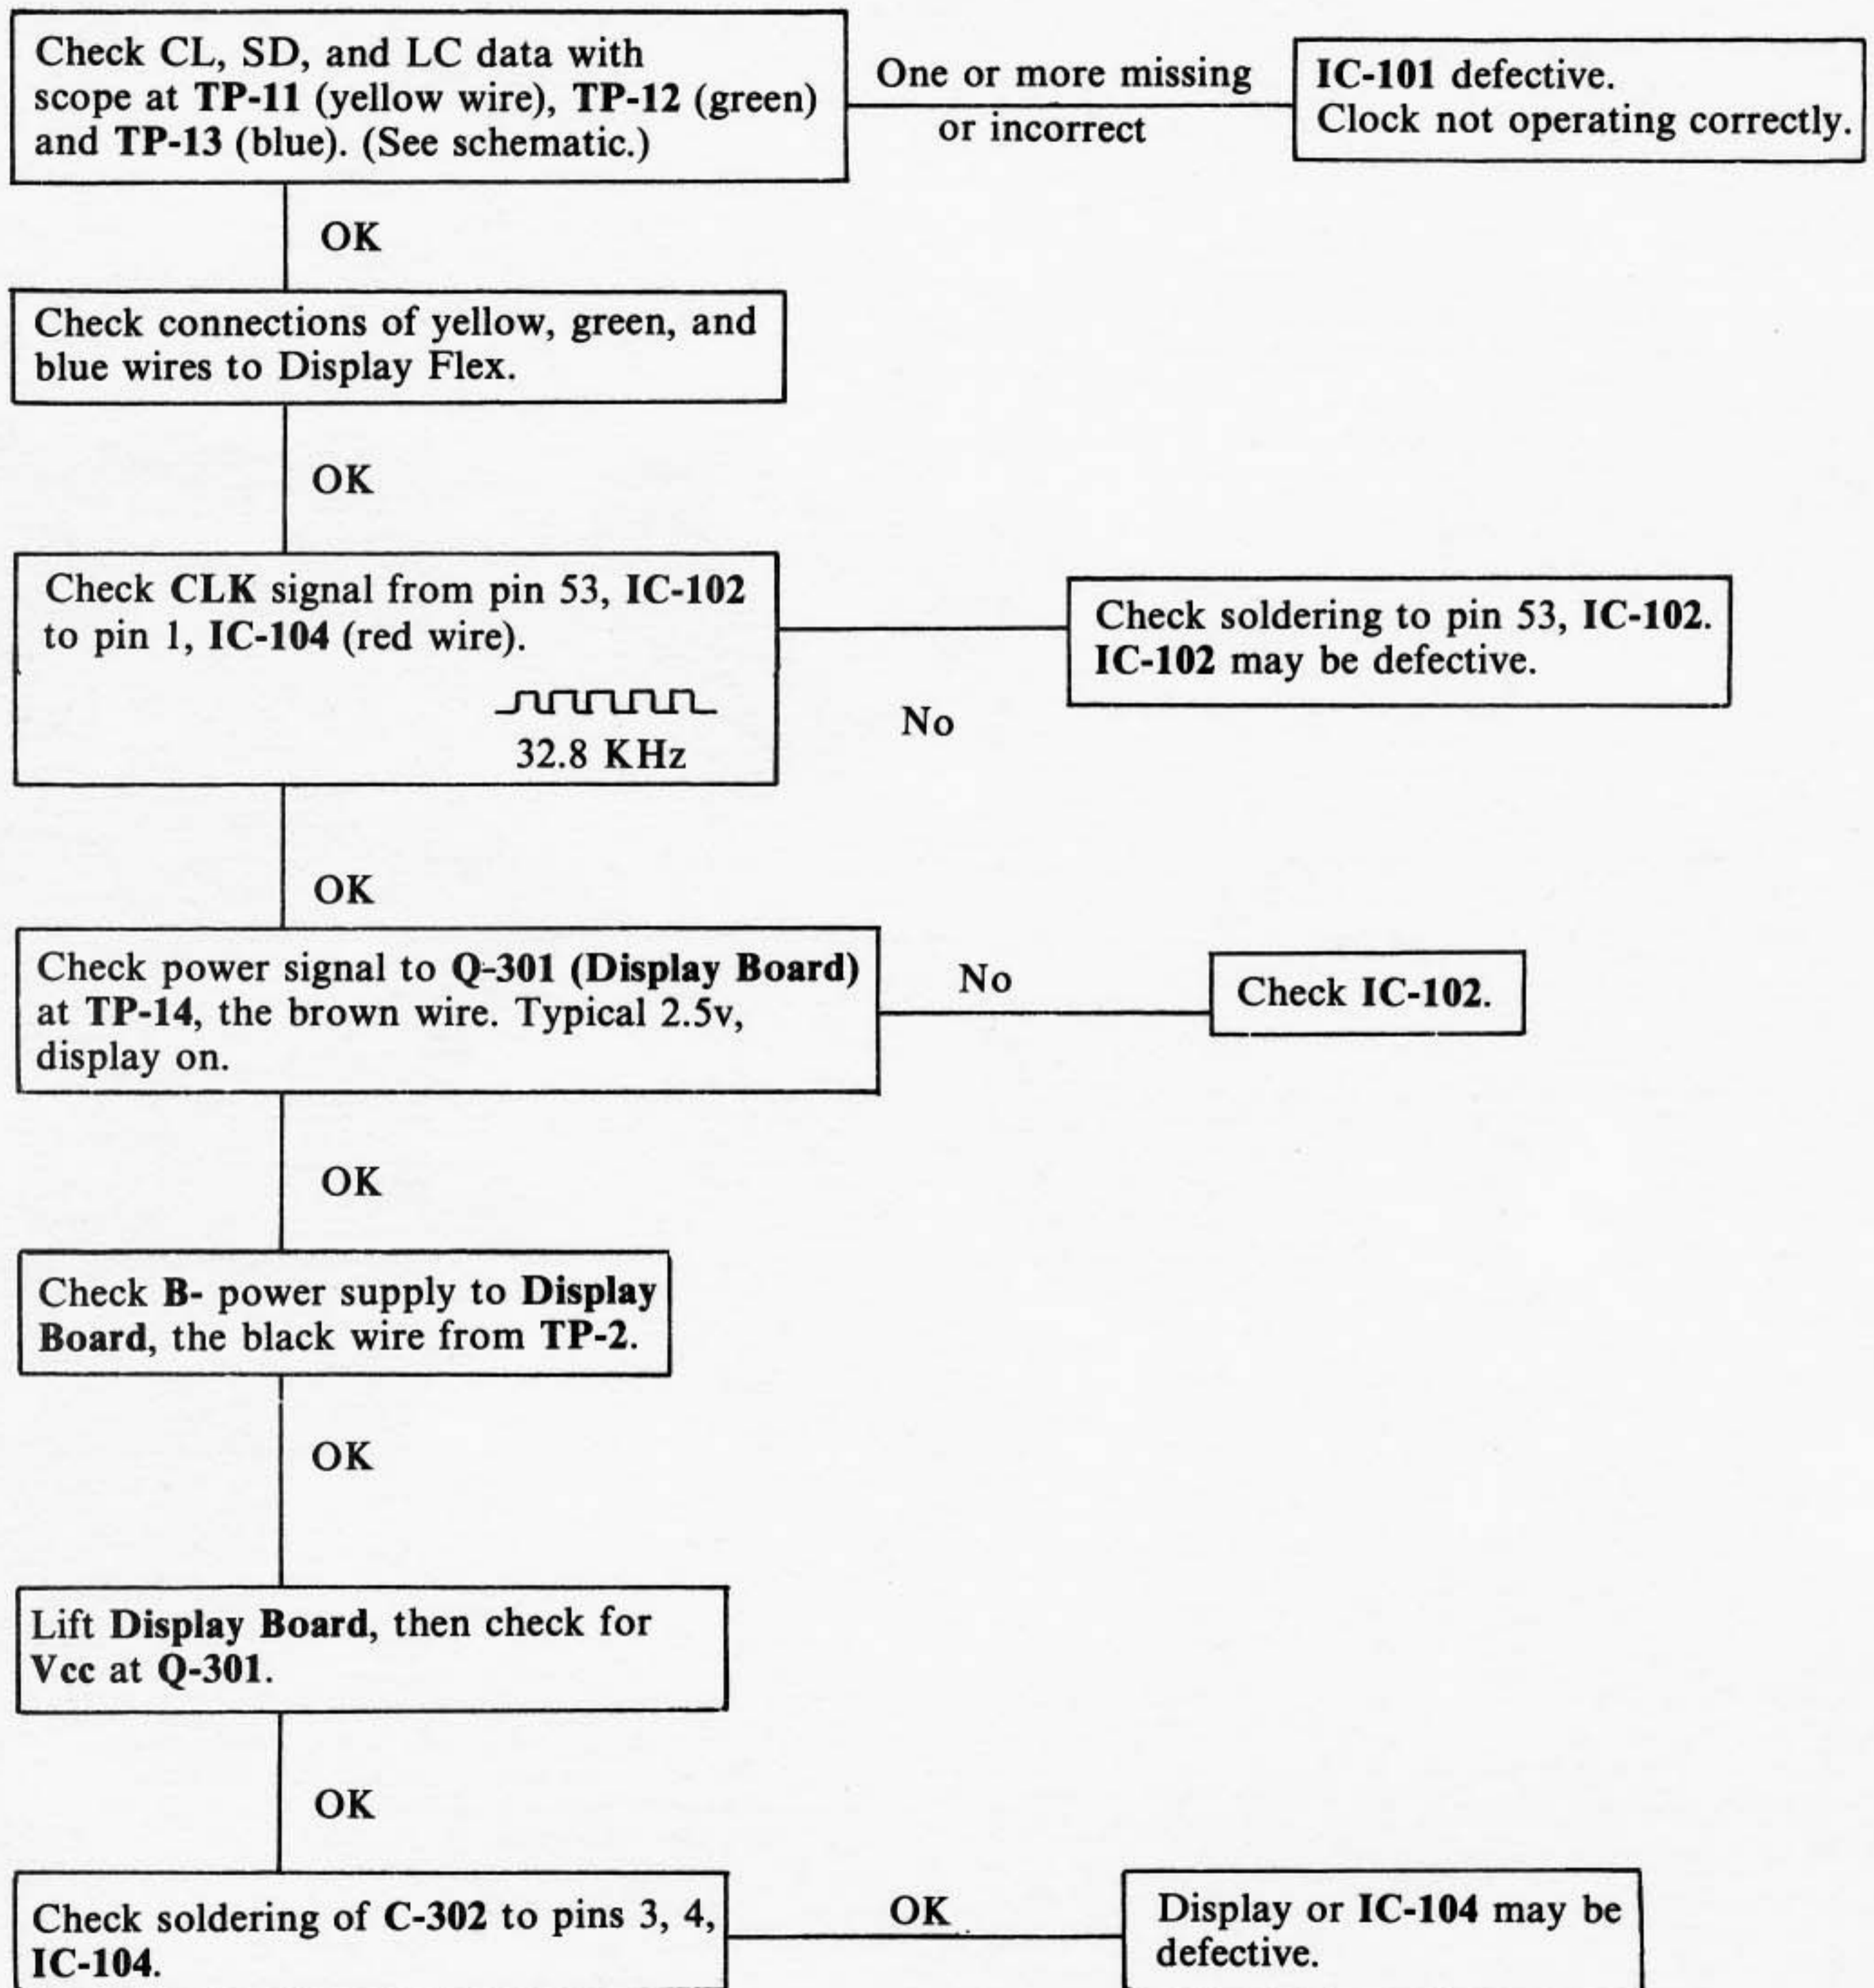 Check CL, SD, and LC data with
scope at TP-11 (yellow wire), TP-12 (green)
and TP-13 (blue). (See schematic.)
One or more missing
or incorrect
IC-101 defective.
Clock not operating correctly.
OK
Check connections of yellow, green, and
blue wires to Display Flex.
OK
Check CLK signal from pin 53, IC-102
to pin 1, IC-104 (red wire).
32.8 KHz
No
Check soldering to pin 53, IC-102.
IC-102 may be defective.
OK
Check power signal to Q-301 (Display Board)
at TP-14, the brown wire. Typical 2.5v,
display on.
No
Check IC-102.
OK
Check B- power supply to Display
Board, the black wire from TP-2.
OK
Lift Display Board, then check for
Vcc at Q-301.
OK
Check soldering of C-302 to pins 3, 4,
IC-104.
OK
Display or IC-104 may be
defective.